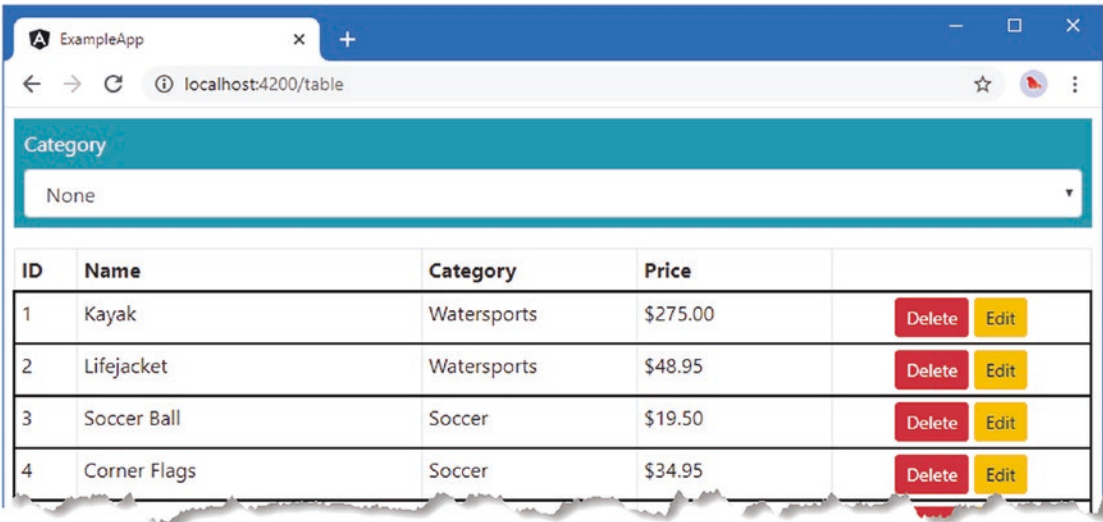 ExampleApp
localhost:4200/table
Category
None
ID Name Category Price
1 Kayak Watersports $275.00 Delete Edit
2 Lifejacket Watersports $48.95 Delete Edit
3 Soccer Ball Soccer $19.50 Delete Edit
4 Corner Flags Soccer $34.95 Delete Edit